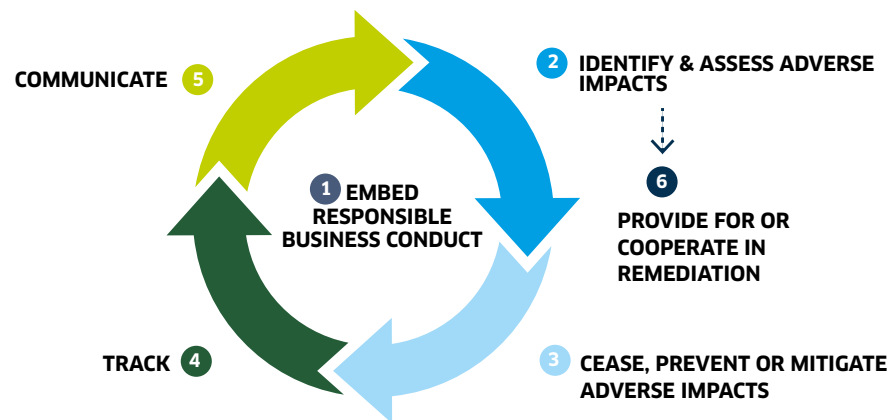 1 EMBED
RESPONSIBLE
BUSINESS CONDUCT
2 IDENTIFY & ASSESS ADVERSE
IMPACTS
6
PROVIDE FOR OR
COOPERATE IN
REMEDIATION
3 CEASE, PREVENT OR MITIGATE
ADVERSE IMPACTS
TRACK 4
COMMUNICATE 5